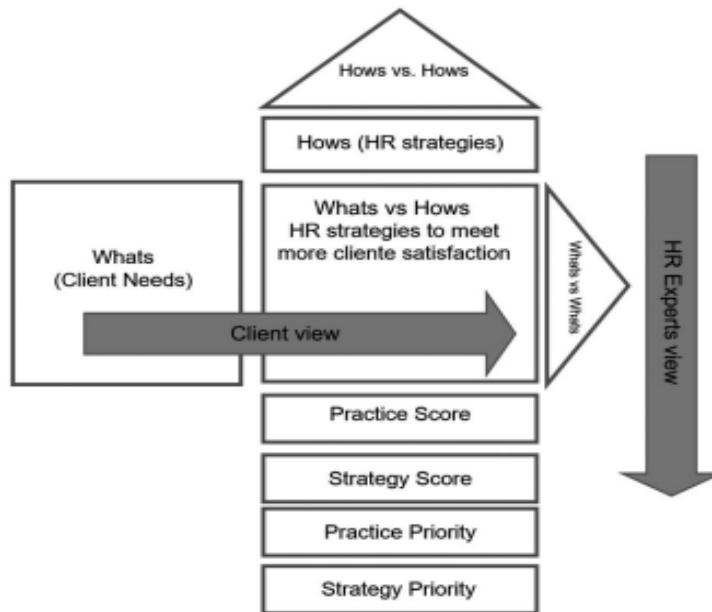 Hows vs. Hows
Hows (HR strategies)
Whats
(Client Needs)
Whats vs Hows
HR strategies to meet
more cliente satisfaction
Whats vs Whats
Client view
HR Experts view
Practice Score
Strategy Score
Practice Priority
Strategy Priority